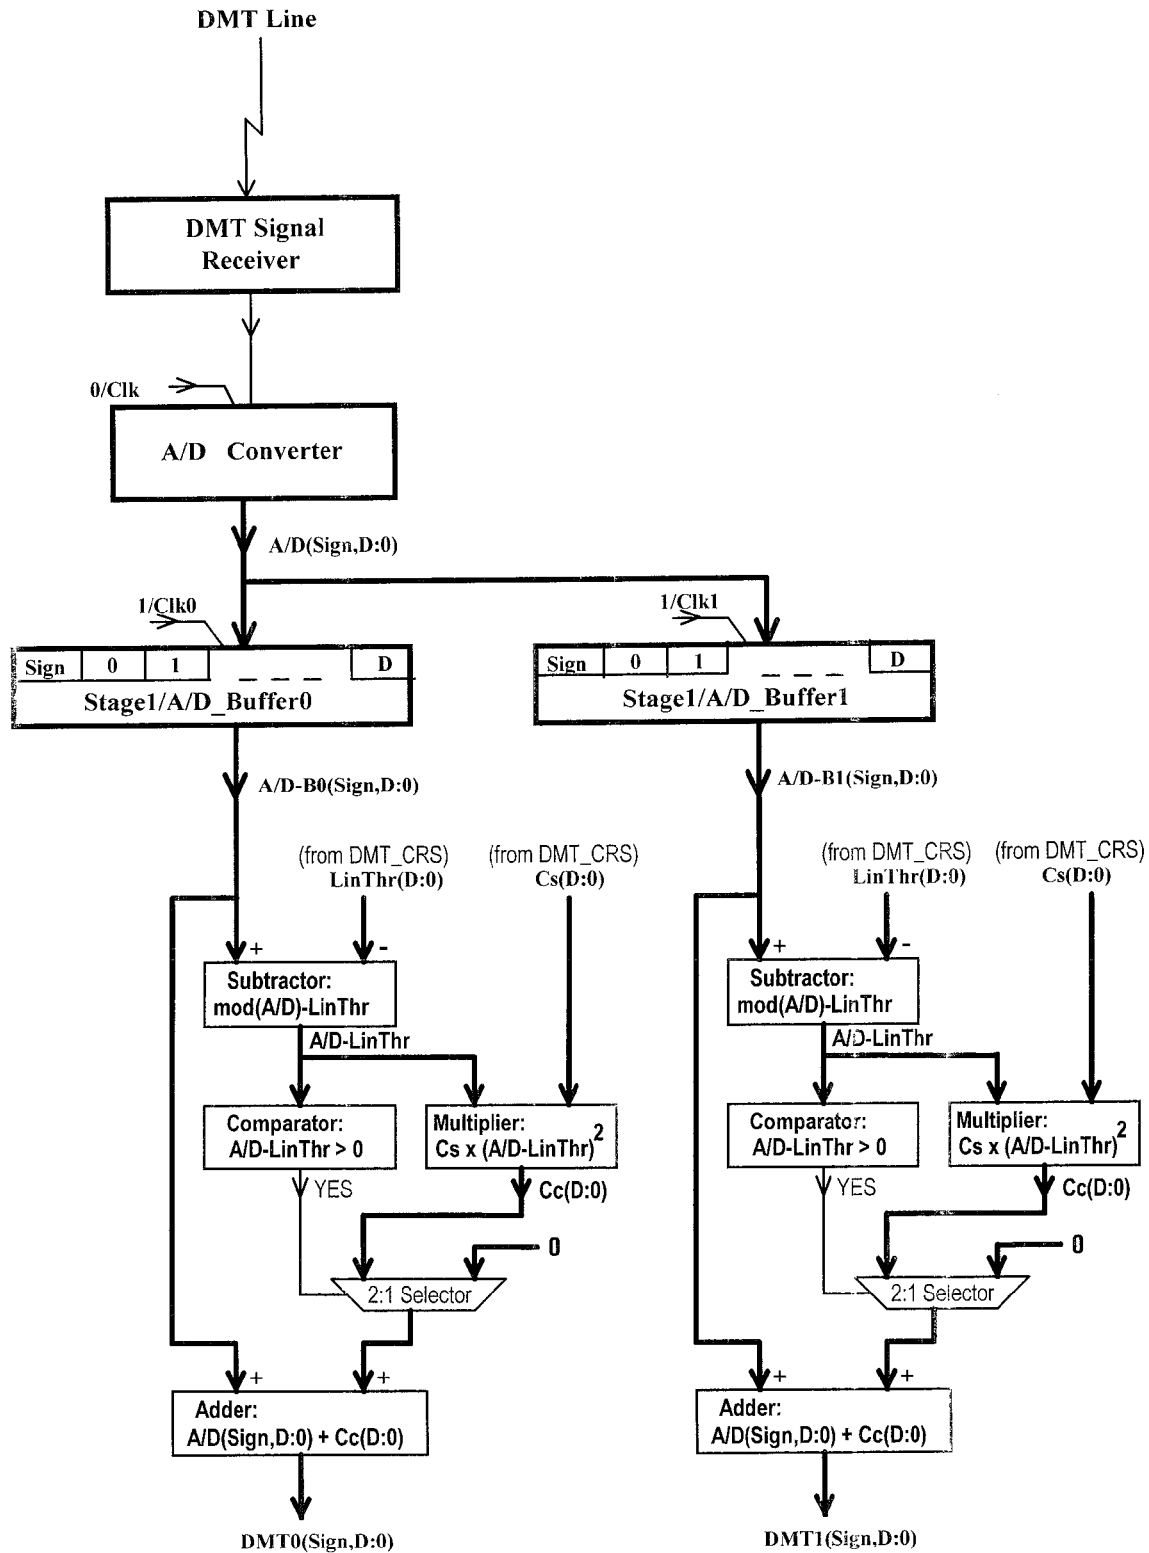 DMT Line
DMT Signal
Receiver
0/Clk
A/D Converter
A/D(Sign,D:0)
1/Clk0
1/Clk1
Sign 0 1 D
Stage1/A/D_Buffer0
Sign 0 1 D
Stage1/A/D_Buffer1
A/D-B0(Sign,D:0)
A/D-B1(Sign,D:0)
(from DMT_CRS)
LinThr(D:0)
(from DMT_CRS)
Cs(D:0)
(from DMT_CRS)
LinThr(D:0)
(from DMT_CRS)
Cs(D:0)
+ -
+ -
Subtractor:
mod(A/D)-LinThr
Subtractor:
mod(A/D)-LinThr
A/D-LinThr
A/D-LinThr
Comparator:
A/D-LinThr > 0
Multiplier:
Cs x (A/D-LinThr)²
Comparator:
A/D-LinThr > 0
Multiplier:
Cs x (A/D-LinThr)²
YES
Cc(D:0)
YES
Cc(D:0)
0
0
2:1 Selector
2:1 Selector
+ +
+ +
Adder:
A/D(Sign,D:0) + Cc(D:0)
Adder:
A/D(Sign,D:0) + Cc(D:0)
DMT0(Sign,D:0)
DMT1(Sign,D:0)